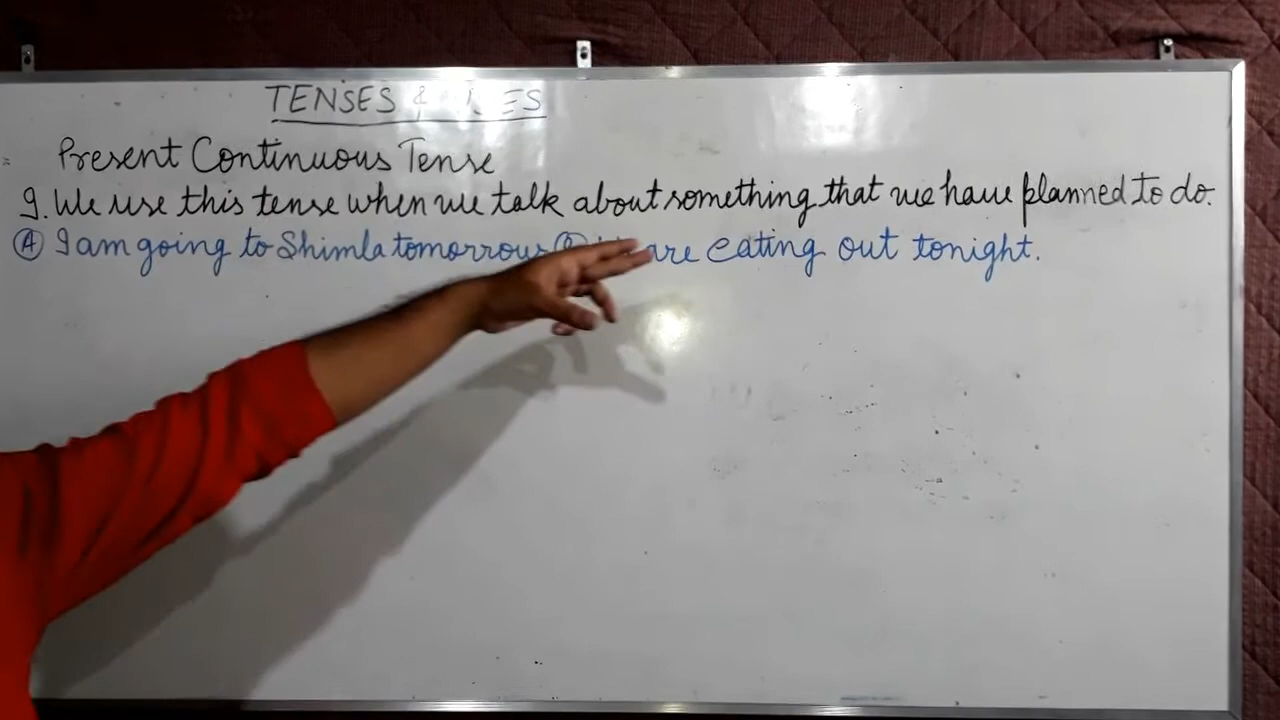 TENSES &
Present Continuous Tense
9. We use this tense when we talk about something that we have planned to do.
Ⓐ I am going to Shimla tomorrow are eating out tonight.